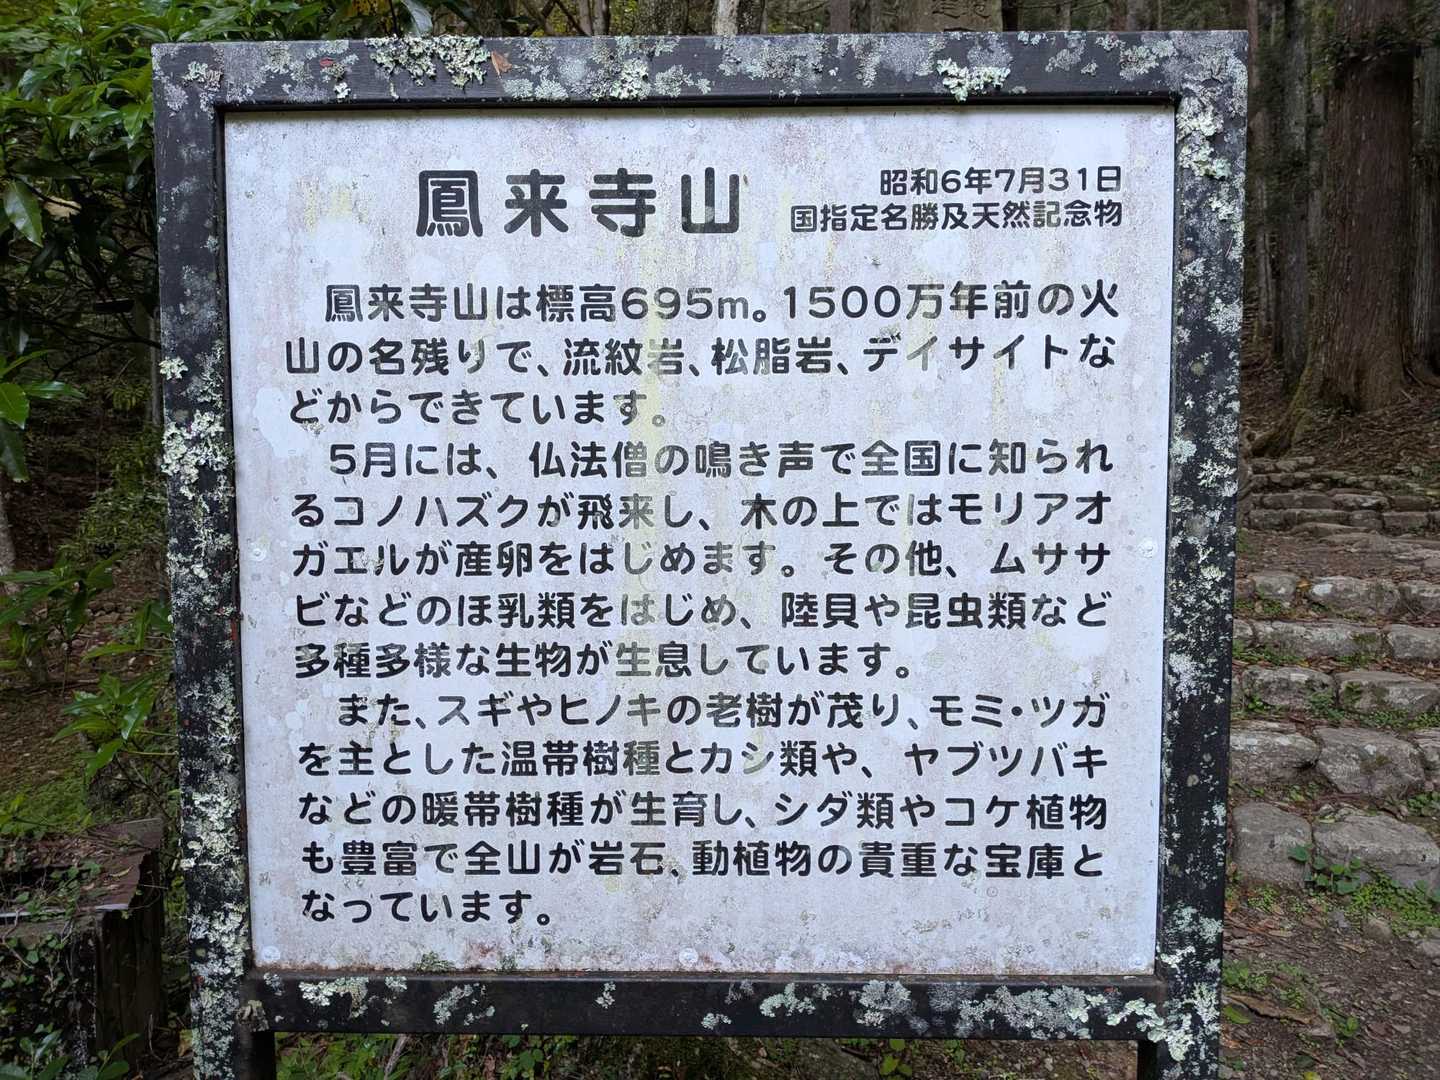 鳳来寺山
昭和6年7月31日
国指定名勝及天然記念物
鳳来寺山は標高695m。1500万年前の火
山の名残りで、流紋岩、松脂岩、デイサイトな
どからできています。
5月には、仏法僧の鳴き声で全国に知られ
るコノハズクが飛来し、木の上ではモリアオ
ガエルが産卵をはじめます。その他、ムササ
ビなどのほ乳類をはじめ、陸貝や昆虫類など
多種多様な生物が生息しています。
また、スギやヒノキの老樹が茂り、モミ・ツガ
を主とした温帯樹種とカシ類や、ヤブツバキ
などの暖帯樹種が生育し、シダ類やコケ植物
も豊富で全山が岩石、動植物の貴重な宝庫と
なっています。